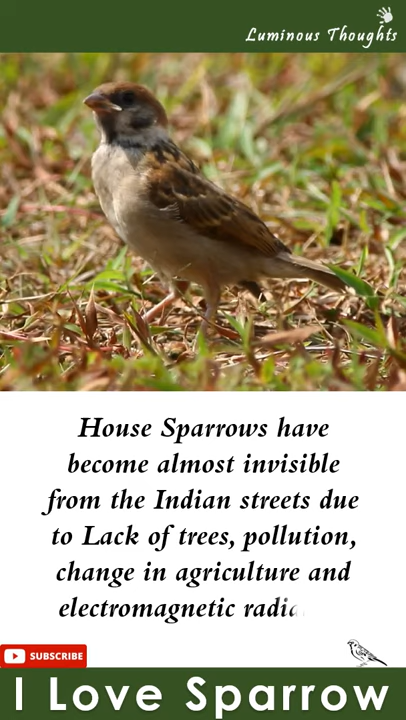 Luminous Thoughts
House Sparrows have
become almost invisible
from the Indian streets due
to Lack of trees, pollution,
change in agriculture and
electromagnetic
SUBSCRIBE
I Love Sparrow